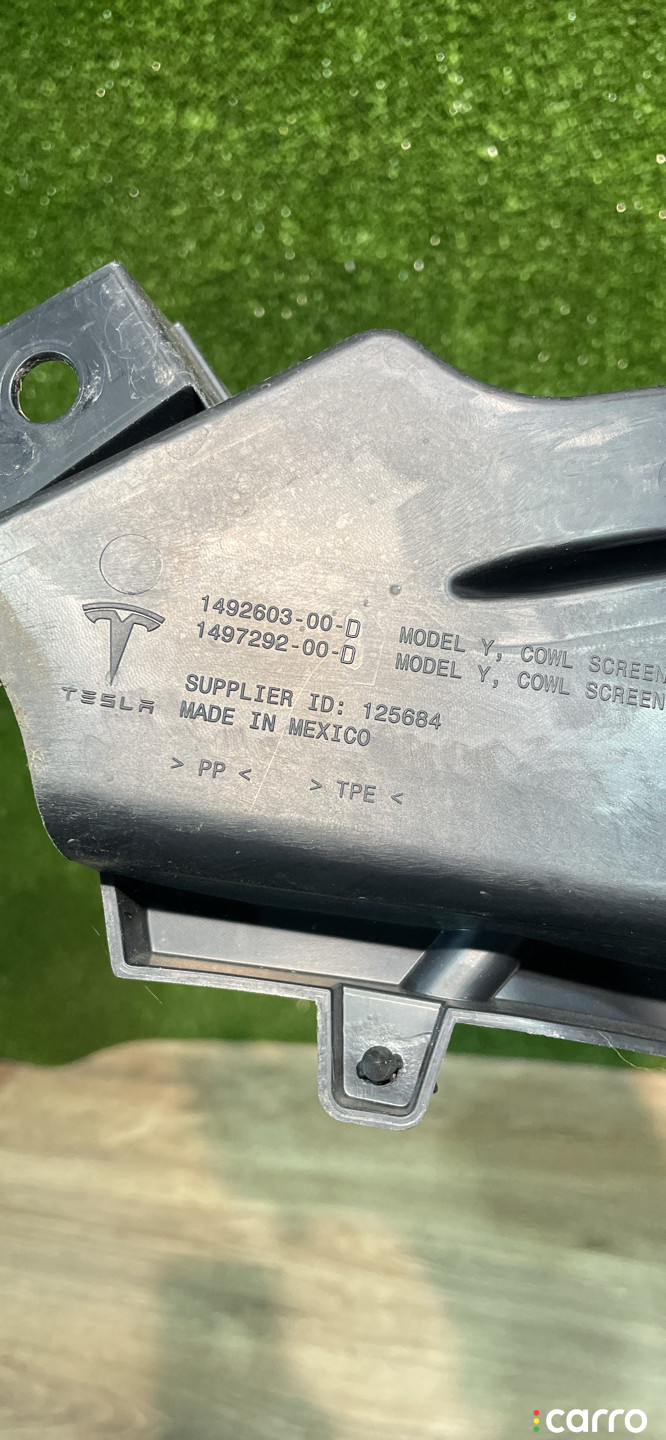 1492603-00-D MODEL Y, COWL SCREEN
1497292-00-D MODEL Y, COWL SCREEN
TESLA
SUPPLIER ID: 125684
MADE IN MEXICO
> PP < > TPE <
carro